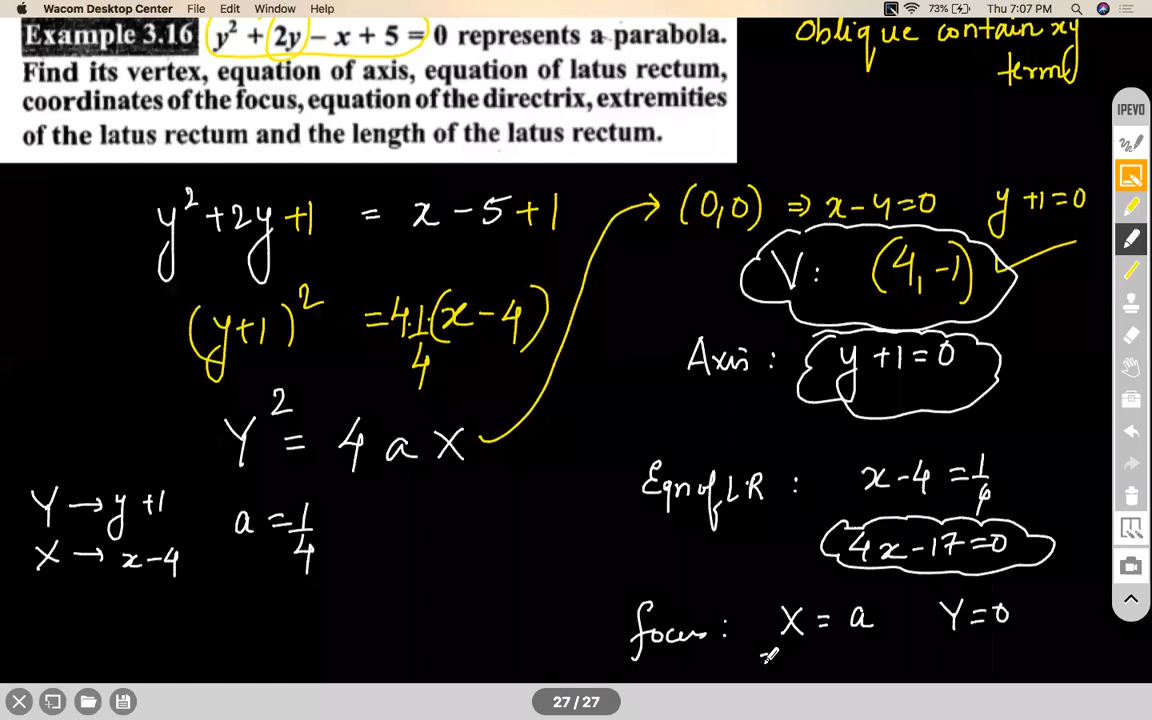 Wacom Desktop Center File Edit Window Help 73% Thu 7:07 PM
Example 3.16 y² + 2y – x + 5 = 0 represents a parabola.
Find its vertex, equation of axis, equation of latus rectum,
coordinates of the focus, equation of the directrix, extremities
of the latus rectum and the length of the latus rectum.
Oblique contain xy
term
y² + 2y + 1 = x - 5 + 1
(y+1)² = 4.1/4 (x - 4)
Y² = 4 a X
Y → y + 1
X → x - 4
a = 1/4
→ (0,0) ⇒ x - 4 = 0 y + 1 = 0
V: (4, -1)
Axis: y + 1 = 0
Eqn of LR : x - 4 = 1/4
4x - 17 = 0
focus: X = a Y = 0
IPEVO
27 / 27